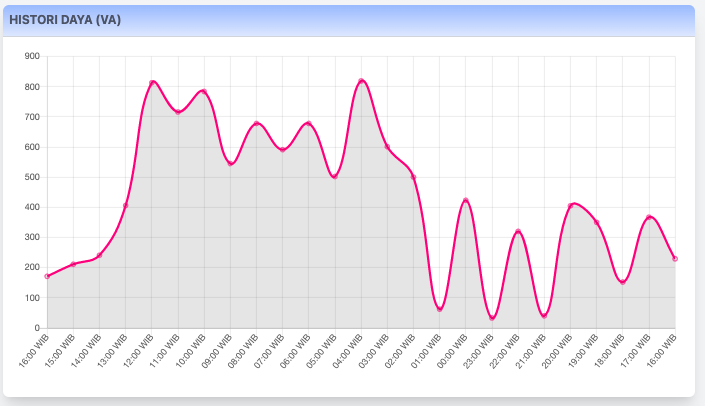 HISTORI DAYA (VA)
900
800
700
600
500
400
300
200
100
0
16:00 WIB
15:00 WIB
14:00 WIB
13:00 WIB
12:00 WIB
11:00 WIB
10:00 WIB
09:00 WIB
08:00 WIB
07:00 WIB
06:00 WIB
05:00 WIB
04:00 WIB
03:00 WIB
02:00 WIB
01:00 WIB
00:00 WIB
23:00 WIB
22:00 WIB
21:00 WIB
20:00 WIB
19:00 WIB
18:00 WIB
17:00 WIB
16:00 WIB